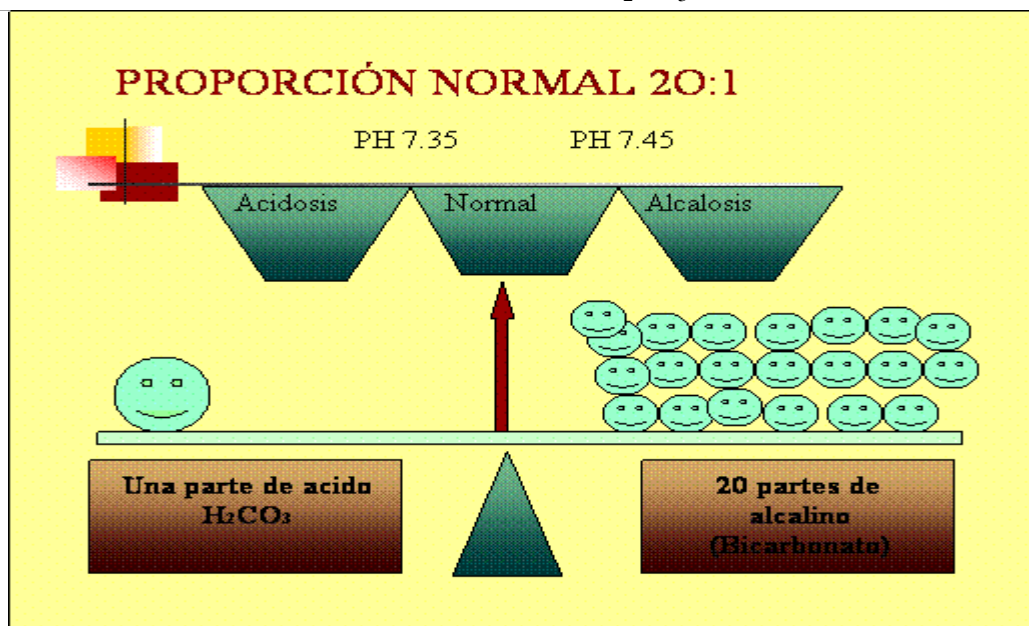 PROPORCIÓN NORMAL 2O:1
PH 7.35 PH 7.45
Acidosis Normal Alcalosis
Una parte de acido
H₂CO₃
20 partes de
alcalino
(Bicarbonato)